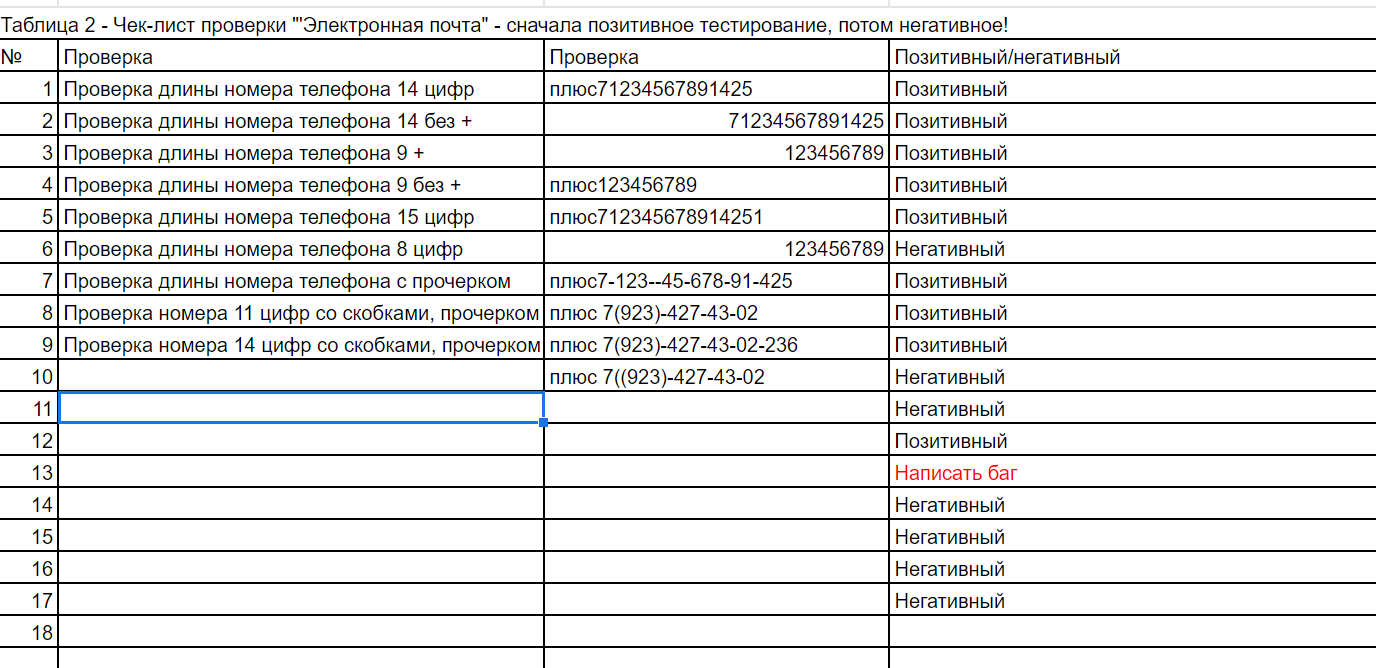 Таблица 2 - Чек-лист проверки "'Электронная почта" - сначала позитивное тестирование, потом негативное!
№ Проверка Проверка Позитивный/негативный
1 Проверка длины номера телефона 14 цифр плюс71234567891425 Позитивный
2 Проверка длины номера телефона 14 без + 71234567891425 Позитивный
3 Проверка длины номера телефона 9 + 123456789 Позитивный
4 Проверка длины номера телефона 9 без + плюс123456789 Позитивный
5 Проверка длины номера телефона 15 цифр плюс712345678914251 Позитивный
6 Проверка длины номера телефона 8 цифр 123456789 Негативный
7 Проверка длины номера телефона с прочерком плюс7-123--45-678-91-425 Позитивный
8 Проверка номера 11 цифр со скобками, прочерком плюс 7(923)-427-43-02 Позитивный
9 Проверка номера 14 цифр со скобками, прочерком плюс 7(923)-427-43-02-236 Позитивный
10 плюс 7((923)-427-43-02 Негативный
11 Негативный
12 Позитивный
13 Написать баг
14 Негативный
15 Негативный
16 Негативный
17 Негативный
18